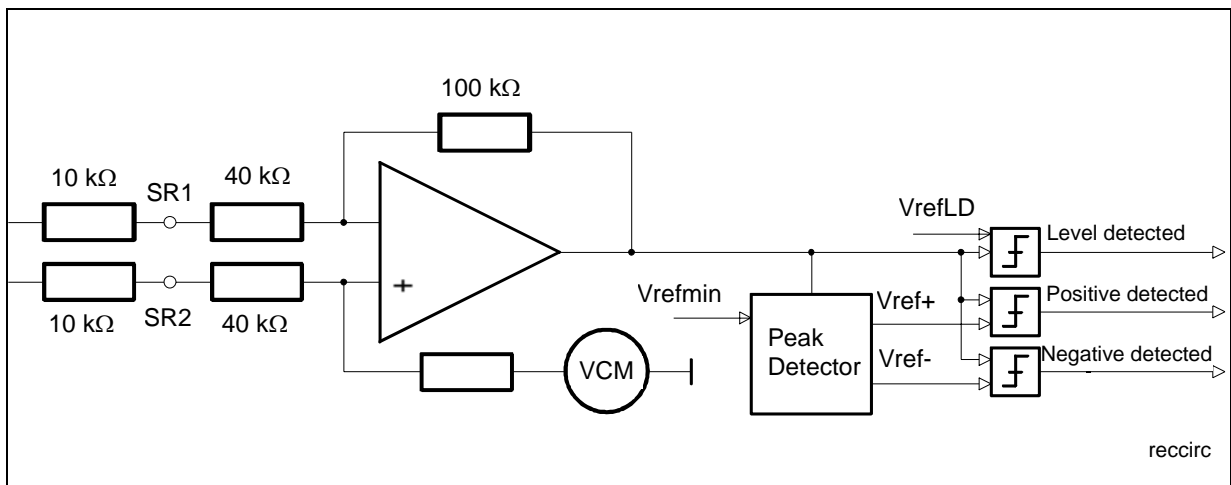 100 kΩ
10 kΩ
SR1
40 kΩ
10 kΩ
SR2
40 kΩ
+
VCM
Vrefmin
Peak
Detector
Vref+
Vref-
VrefLD
Level detected
Positive detected
Negative detected
reccirc